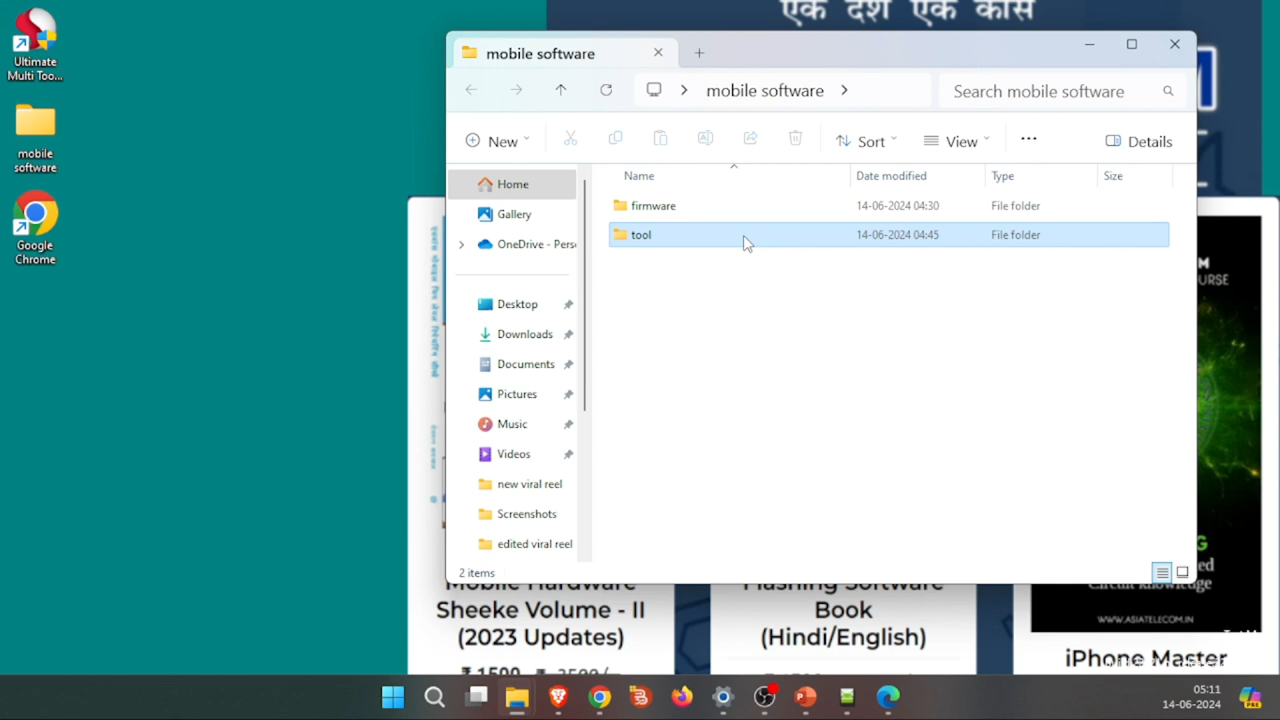 एक देश एक कोर्स
Ultimate
Multi Too...
mobile
software
Google
Chrome
mobile software
mobile software
Search mobile software
New
Sort
View
Details
Name
Date modified
Type
Size
firmware
14-06-2024 04:30
File folder
tool
14-06-2024 04:45
File folder
Home
Gallery
OneDrive - Perso
Desktop
Downloads
Documents
Pictures
Music
Videos
new viral reel
Screenshots
edited viral reel
2 items
Mobile Hardware
Sheeke Volume - II
(2023 Updates)
Flashing Software
Book
(Hindi/English)
WWW.ASIATELECOM.IN
iPhone Master
05:11
14-06-2024
PRE